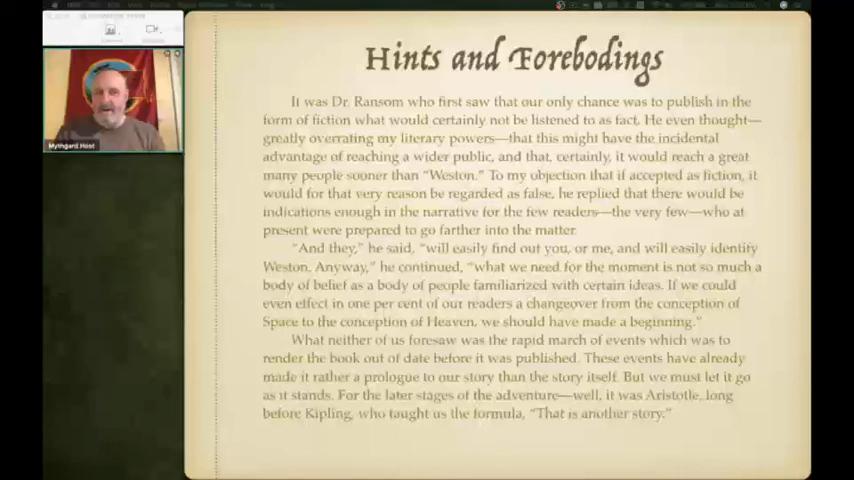 Hints and Forebodings
It was Dr. Ransom who first saw that our only chance was to publish in the
form of fiction what would certainly not be listened to as fact. He even thought—
greatly overrating my literary powers—that this might have the incidental
advantage of reaching a wider public, and that, certainly, it would reach a great
many people sooner than “Weston.” To my objection that if accepted as fiction, it
would for that very reason be regarded as false, he replied that there would be
indications enough in the narrative for the few readers—the very few—who at
present were prepared to go farther into the matter.
“And they,” he said, “will easily find out you, or me, and will easily identify
Weston. Anyway,” he continued, “what we need for the moment is not so much a
body of belief as a body of people familiarized with certain ideas. If we could
even effect in one per cent of our readers a changeover from the conception of
Space to the conception of Heaven, we should have made a beginning.”
What neither of us foresaw was the rapid march of events which was to
render the book out of date before it was published. These events have already
made it rather a prologue to our story than the story itself. But we must let it go
as it stands. For the later stages of the adventure—well, it was Aristotle, long
before Kipling, who taught us the formula, “That is another story.”
Mythgard Host